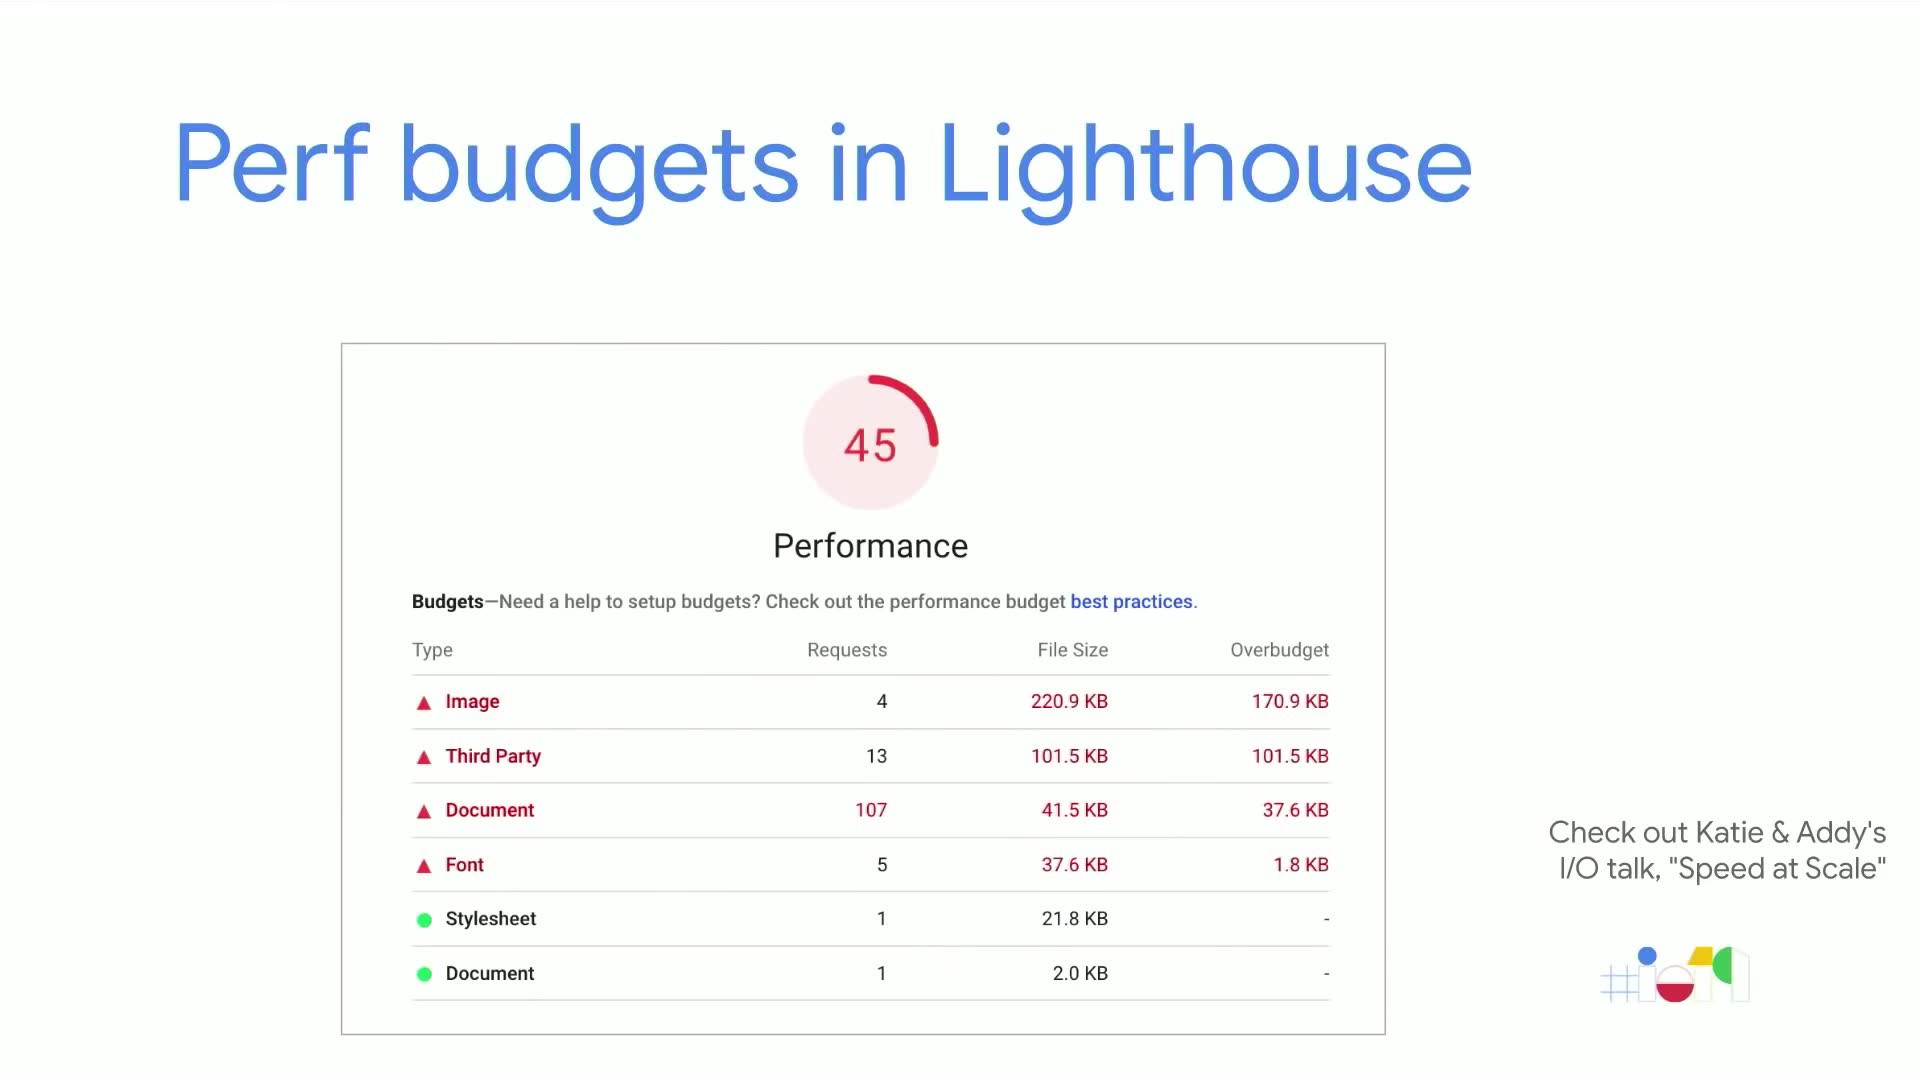 Perf budgets in Lighthouse
45
Performance
Budgets—Need a help to setup budgets? Check out the performance budget best practices.
Type Requests File Size Overbudget
Image 4 220.9 KB 170.9 KB
Third Party 13 101.5 KB 101.5 KB
Document 107 41.5 KB 37.6 KB
Font 5 37.6 KB 1.8 KB
Stylesheet 1 21.8 KB -
Document 1 2.0 KB -
Check out Katie & Addy's
I/O talk, "Speed at Scale"
#io19